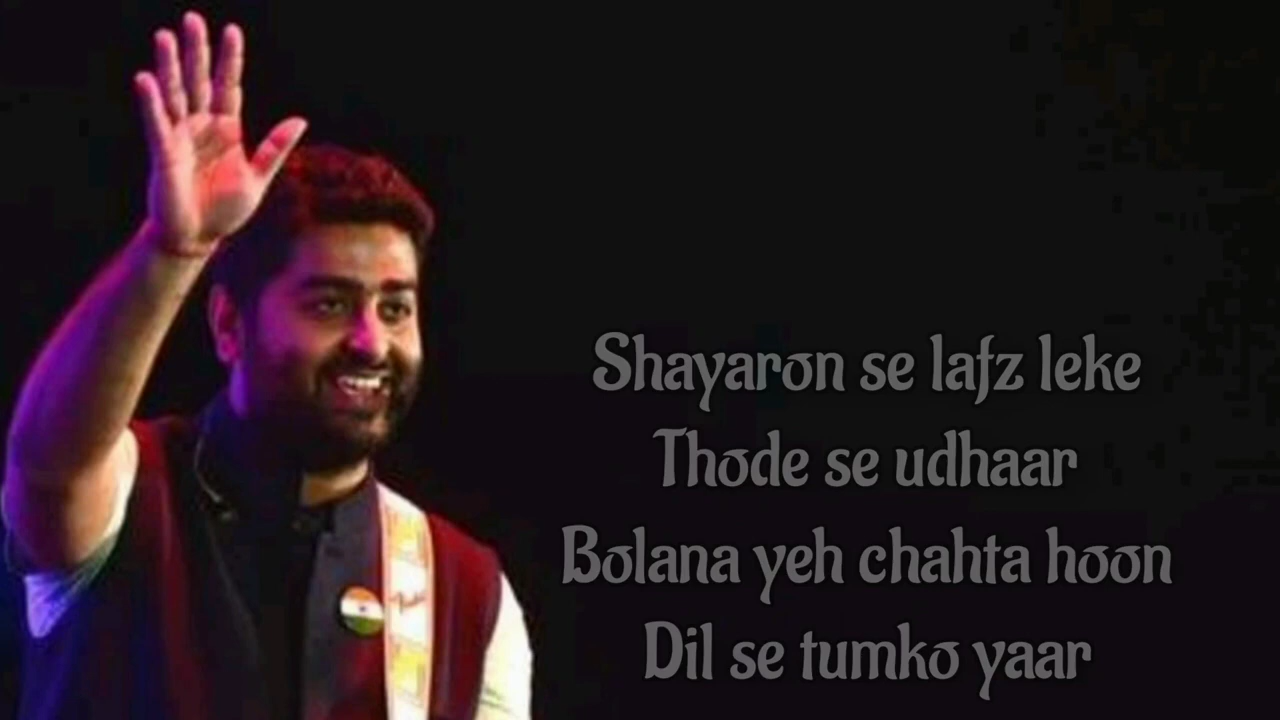 Shayaron se lafz leke
Thode se udhaar
Bolana yeh chahta hoon
Dil se tumko yaar